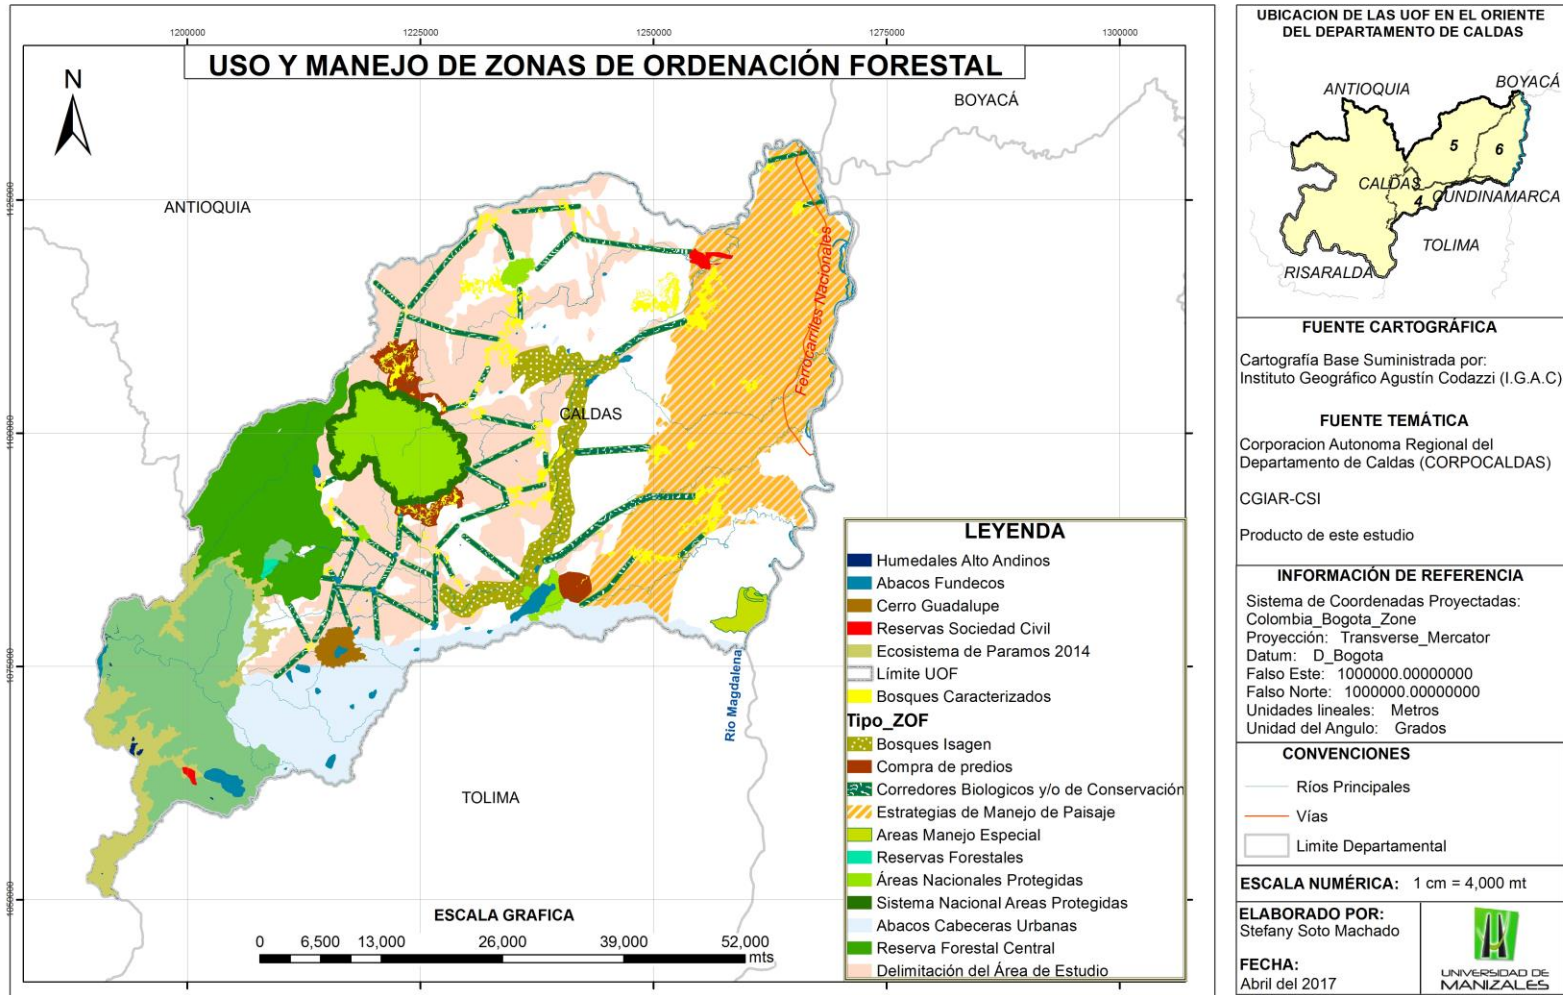 1200000
1225000
1250000
1275000
1300000
USO Y MANEJO DE ZONAS DE ORDENACIÓN FORESTAL
N
BOYACÁ
ANTIOQUIA
CALDAS
TOLIMA
Ferrocarriles Nacionales
Rio Magdalena
1125000
1100000
1075000
1050000
ESCALA GRAFICA
0 6,500 13,000 26,000 39,000 52,000
mts
LEYENDA
Humedales Alto Andinos
Abacos Fundecos
Cerro Guadalupe
Reservas Sociedad Civil
Ecosistema de Paramos 2014
Límite UOF
Bosques Caracterizados
Tipo_ZOF
Bosques Isagen
Compra de predios
Corredores Biologicos y/o de Conservación
Estrategias de Manejo de Paisaje
Areas Manejo Especial
Reservas Forestales
Áreas Nacionales Protegidas
Sistema Nacional Areas Protegidas
Abacos Cabeceras Urbanas
Reserva Forestal Central
Delimitación del Área de Estudio
UBICACION DE LAS UOF EN EL ORIENTE
DEL DEPARTAMENTO DE CALDAS
BOYACÁ
ANTIOQUIA
5
6
CALDAS
4
CUNDINAMARCA
TOLIMA
RISARALDA
FUENTE CARTOGRÁFICA
Cartografía Base Suministrada por:
Instituto Geográfico Agustín Codazzi (I.G.A.C)
FUENTE TEMÁTICA
Corporacion Autonoma Regional del
Departamento de Caldas (CORPOCALDAS)
CGIAR-CSI
Producto de este estudio
INFORMACIÓN DE REFERENCIA
Sistema de Coordenadas Proyectadas:
Colombia_Bogota_Zone
Proyección: Transverse_Mercator
Datum: D_Bogota
Falso Este: 1000000.00000000
Falso Norte: 1000000.00000000
Unidades lineales: Metros
Unidad del Angulo: Grados
CONVENCIONES
Ríos Principales
Vías
Limite Departamental
ESCALA NUMÉRICA: 1 cm = 4,000 mt
ELABORADO POR:
Stefany Soto Machado
FECHA:
Abril del 2017
UNIVERSIDAD DE
MANIZALES